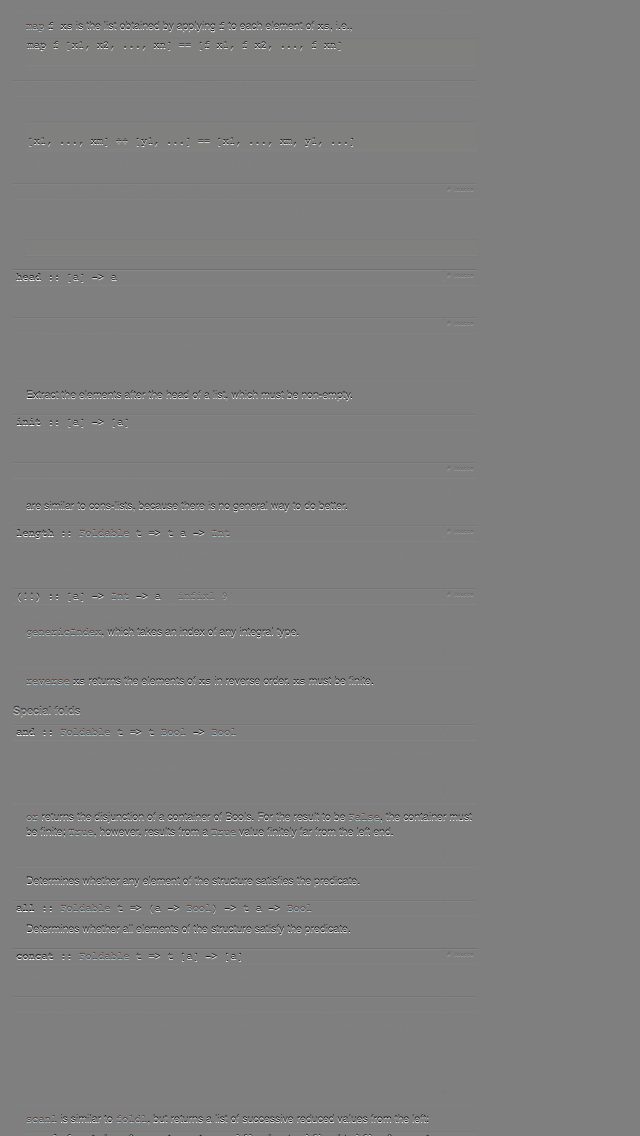 map f xs is the list obtained by applying f to each element of xs, i.e.,
map f [x1, x2, ..., xn] == [f x1, f x2, ..., f xn]
[x1, ..., xm] ++ [y1, ...] == [x1, ..., xm, y1, ...]
head :: [a] -> a
Extract the elements after the head of a list, which must be non-empty.
init :: [a] -> [a]
are similar to cons-lists, because there is no general way to do better.
length :: Foldable t => t a -> Int
(!!) :: [a] -> Int -> a infixl 9
genericIndex, which takes an index of any integral type.
reverse xs returns the elements of xs in reverse order. xs must be finite.
Special folds
and :: Foldable t => t Bool -> Bool
or returns the disjunction of a container of Bools. For the result to be False, the container must
be finite; True, however, results from a True value finitely far from the left end.
Determines whether any element of the structure satisfies the predicate.
all :: Foldable t => (a -> Bool) -> t a -> Bool
Determines whether all elements of the structure satisfy the predicate.
concat :: Foldable t => t [a] -> [a]
scanl is similar to foldl, but returns a list of successive reduced values from the left: